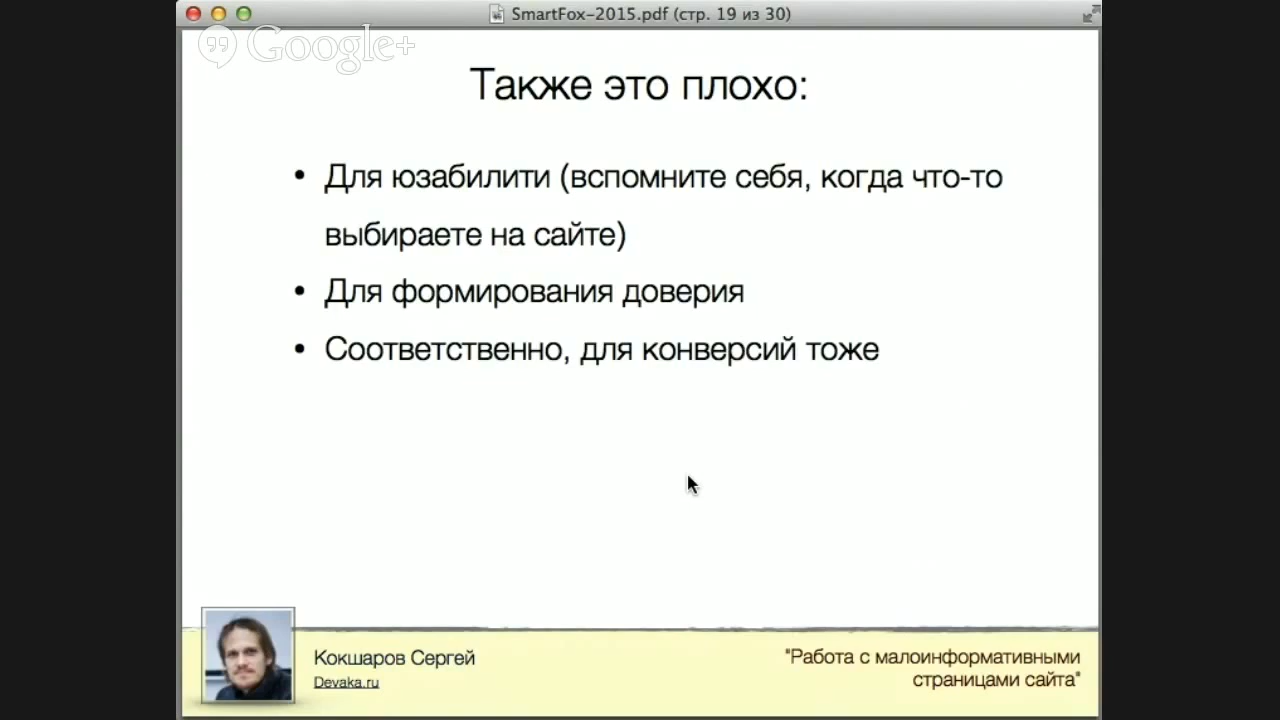 SmartFox-2015.pdf (стр. 19 из 30)
Google+
Также это плохо:
• Для юзабилити (вспомните себя, когда что-то
выбираете на сайте)
• Для формирования доверия
• Соответственно, для конверсий тоже
Кокшаров Сергей
Devaka.ru
"Работа с малоинформативными
страницами сайта"